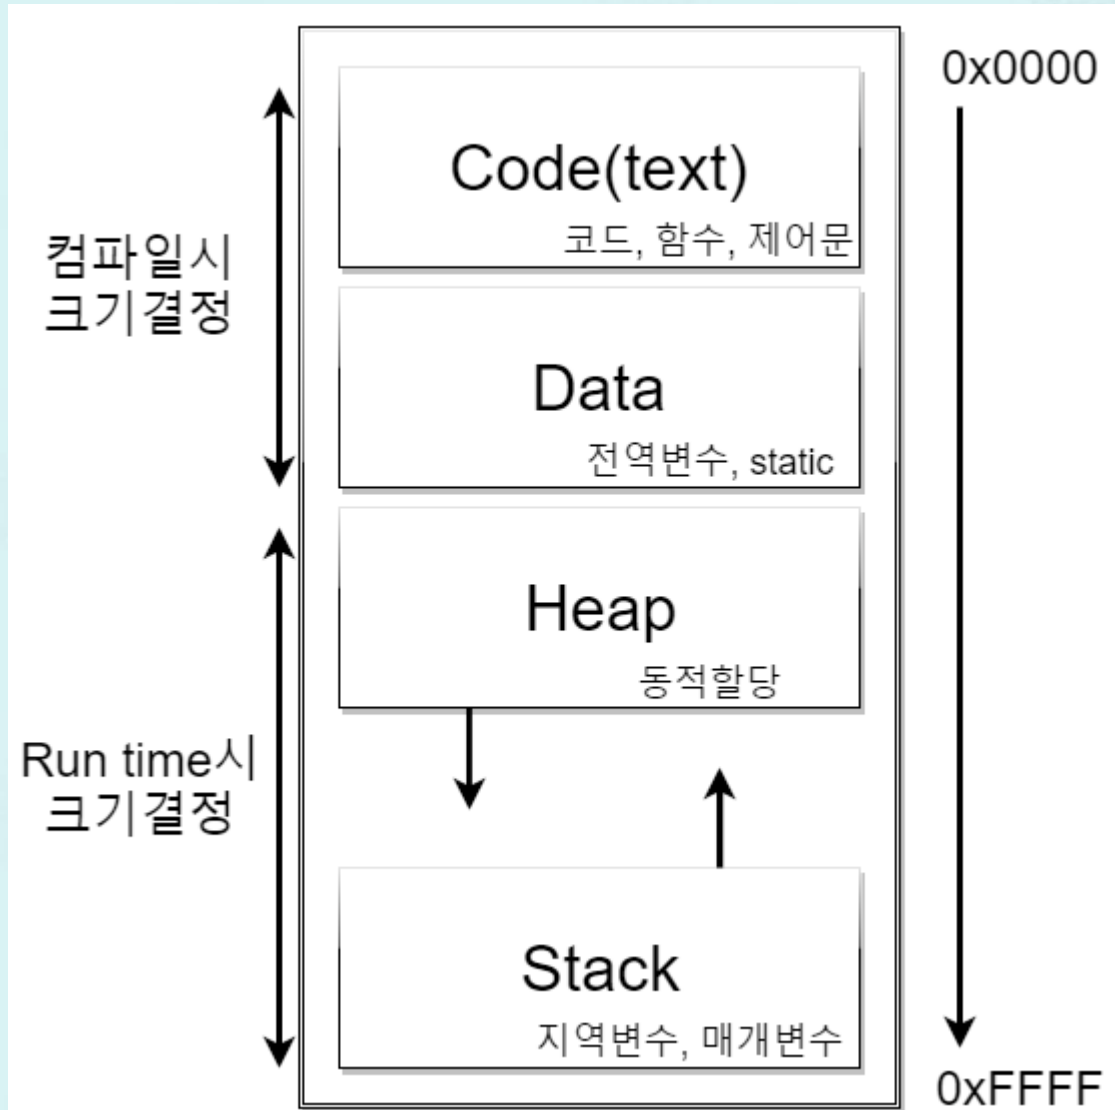 0x0000
Code(text)
코드, 함수, 제어문
컴파일시
크기결정
Data
전역변수, static
Heap
동적할당
Run time시
크기결정
Stack
지역변수, 매개변수
0xFFFF